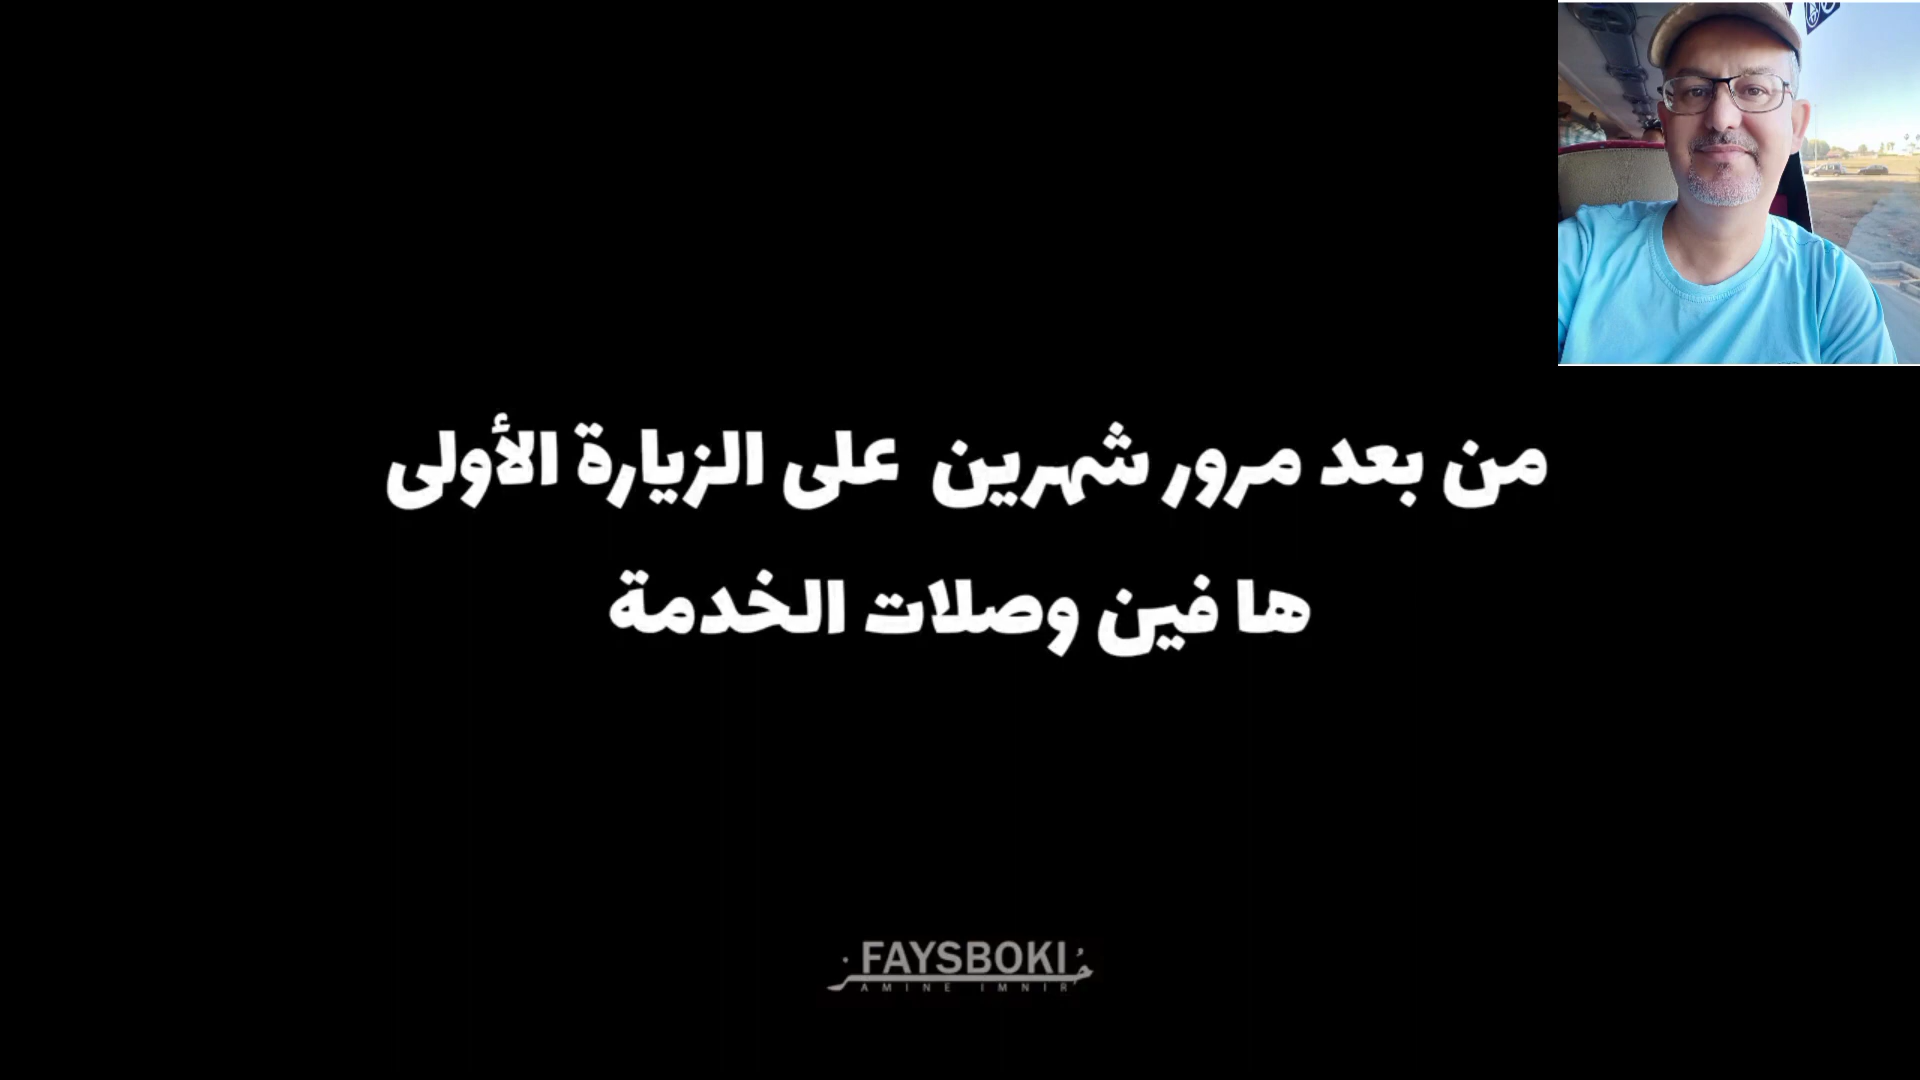 من بعد مرور شهرين على الزيارة الأولى
ها فين وصلات الخدمة
FAYSBOKI
AMINE IMNIR